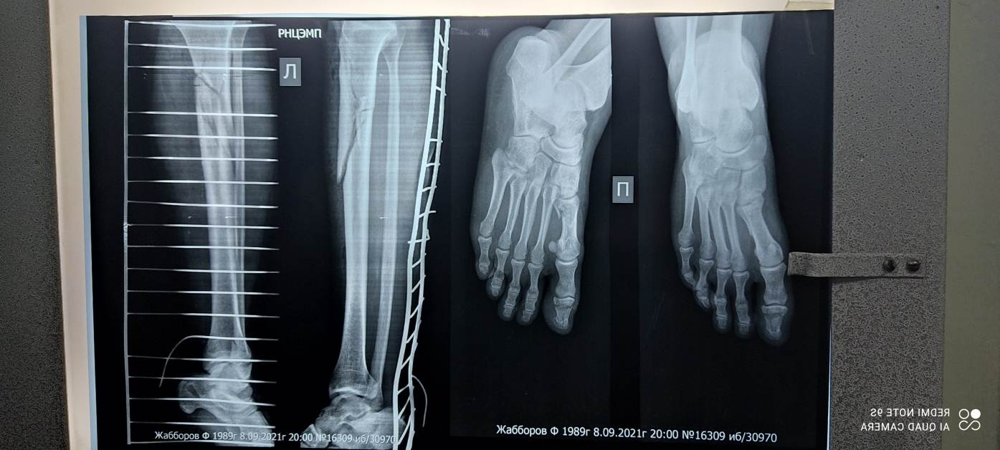 РНЦЭМП
Л
П
Жабборов Ф 1989г 8.09.2021г 20:00 №16309 иб/30970
Жабборов Ф 1989г 8.09.2021г 20:00 №16309 иб/30970
REDMI NOTE 9S
AI QUAD CAMERA